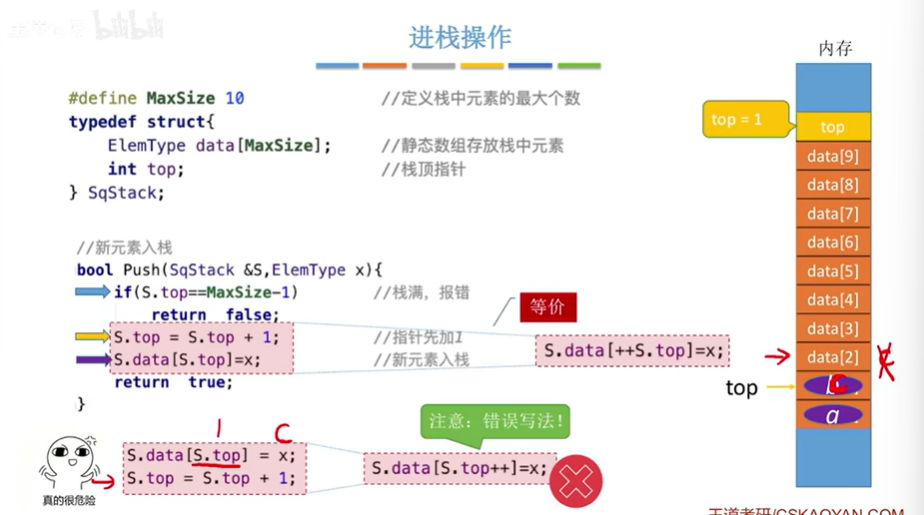 bilibili
进栈操作
内存
#define MaxSize 10 //定义栈中元素的最大个数
typedef struct{
ElemType data[MaxSize]; //静态数组存放栈中元素
int top; //栈顶指针
} SqStack;
top = 1
top
data[9]
data[8]
data[7]
data[6]
data[5]
data[4]
data[3]
data[2]
top
a
//新元素入栈
bool Push(SqStack &S,ElemType x){
if(S.top==MaxSize-1) //栈满，报错
return false;
S.top = S.top + 1; //指针先加1
S.data[S.top]=x; //新元素入栈
return true;
}
等价
S.data[++S.top]=x;
注意：错误写法！
1 C
S.data[S.top] = x;
S.top = S.top + 1;
S.data[S.top++]=x;
真的很危险
王道考研/CSKAOYAN.COM